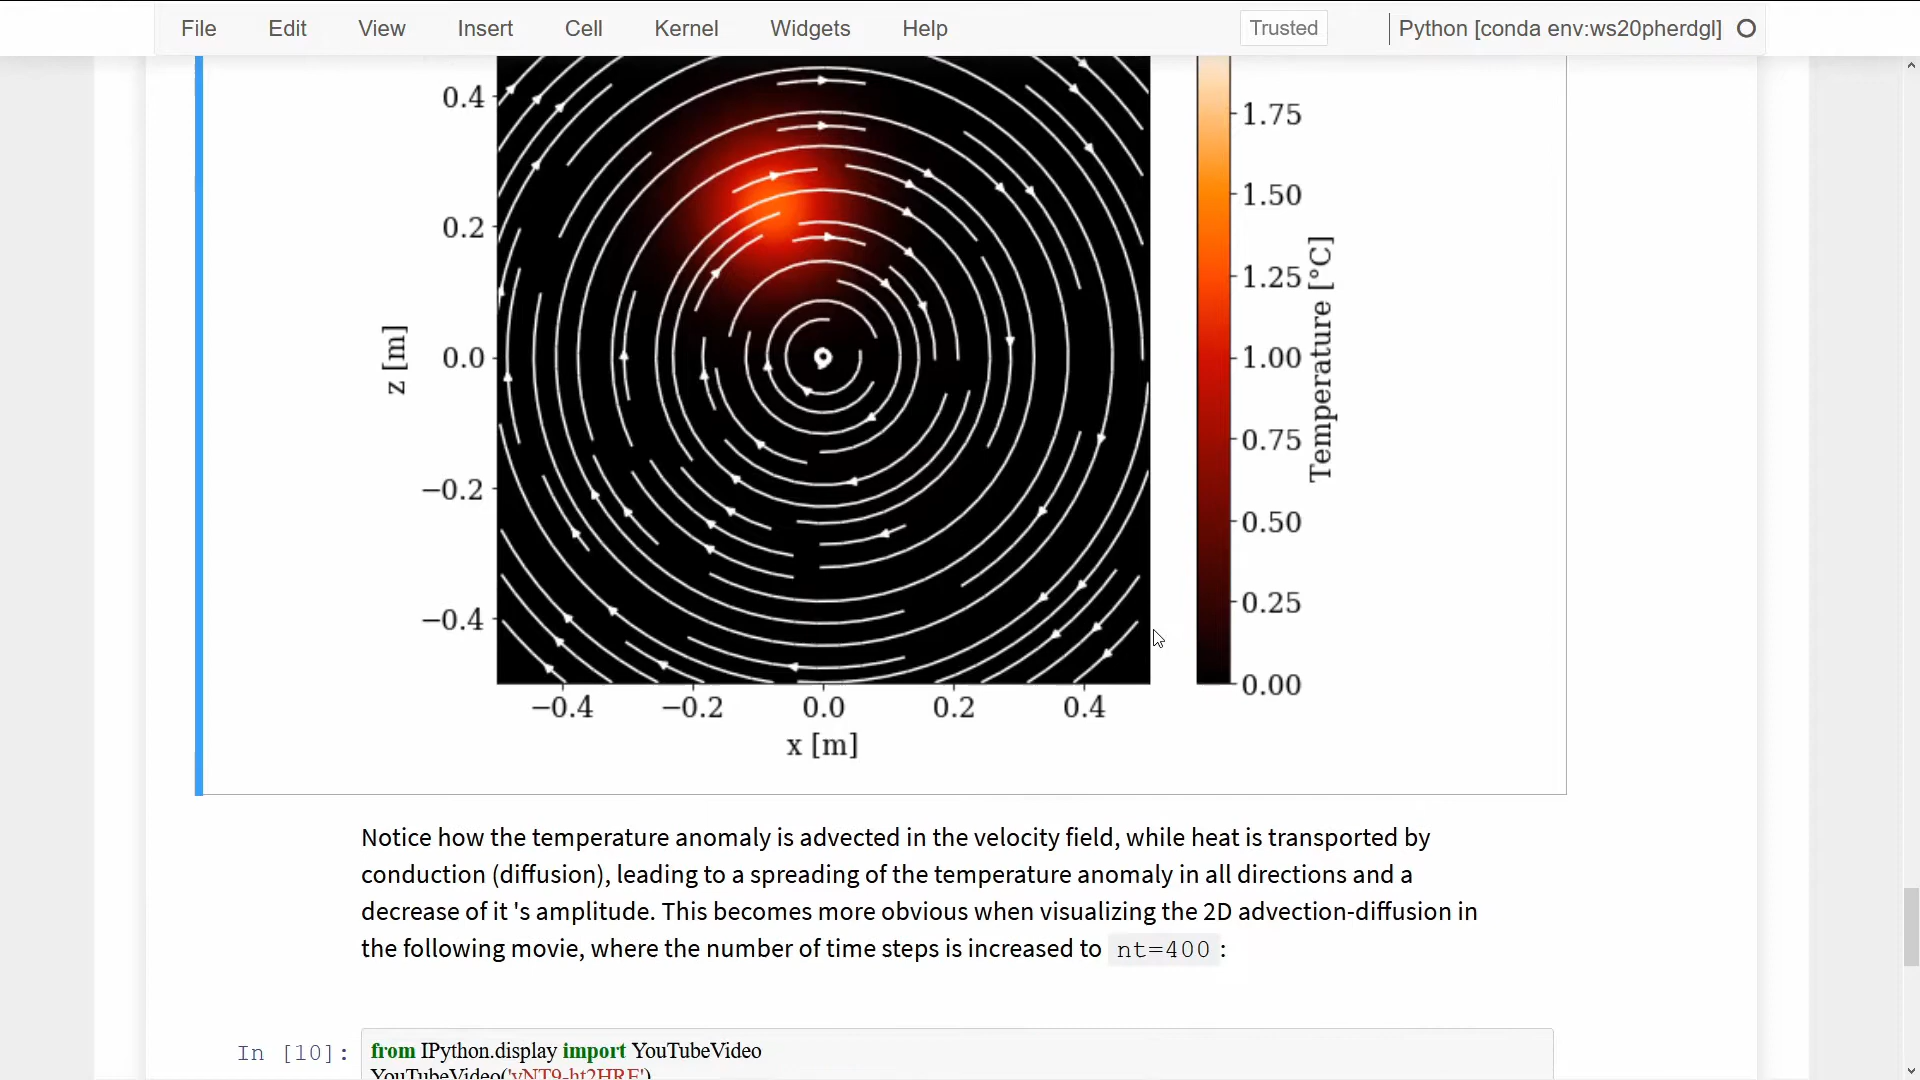 File Edit View Insert Cell Kernel Widgets Help Trusted Python [conda env:ws20pherdgl]
0.4
0.2
0.0
−0.2
−0.4
z [m]
−0.4 −0.2 0.0 0.2 0.4
x [m]
1.75
1.50
1.25
1.00
0.75
0.50
0.25
0.00
Temperature [°C]
Notice how the temperature anomaly is advected in the velocity field, while heat is transported by
conduction (diffusion), leading to a spreading of the temperature anomaly in all directions and a
decrease of it 's amplitude. This becomes more obvious when visualizing the 2D advection-diffusion in
the following movie, where the number of time steps is increased to nt=400 :
In [10]: from IPython.display import YouTubeVideo